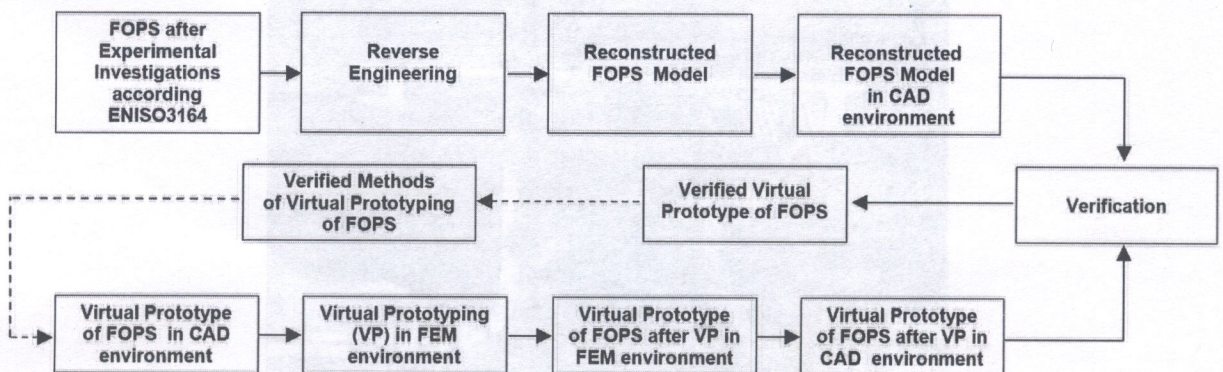 FOPS after
Experimental
Investigations
according
ENISO3164
Reverse
Engineering
Reconstructed
FOPS Model
Reconstructed
FOPS Model
in CAD
environment
Verified Methods
of Virtual Prototyping
of FOPS
Verified Virtual
Prototype of FOPS
Verification
Virtual Prototype
of FOPS in CAD
environment
Virtual Prototyping
(VP) in FEM
environment
Virtual Prototype
of FOPS after VP in
FEM environment
Virtual Prototype
of FOPS after VP in
CAD environment